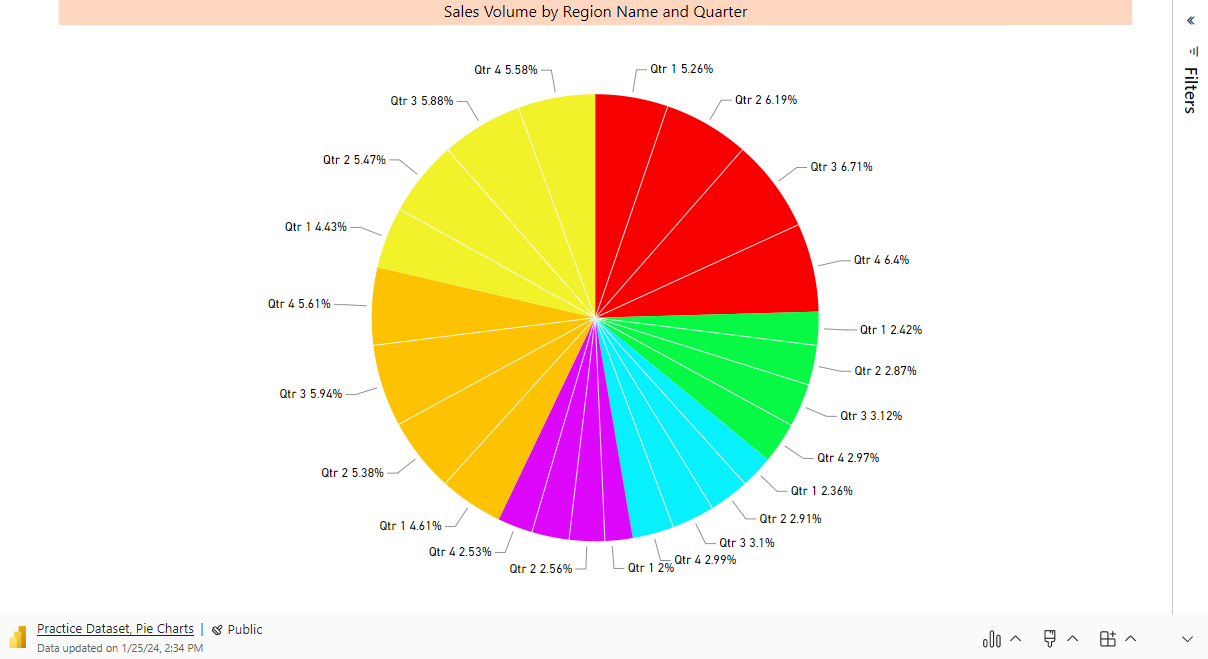 Sales Volume by Region Name and Quarter
Filters
Qtr 4 5.58%
Qtr 1 5.26%
Qtr 3 5.88%
Qtr 2 6.19%
Qtr 2 5.47%
Qtr 3 6.71%
Qtr 1 4.43%
Qtr 4 6.4%
Qtr 4 5.61%
Qtr 1 2.42%
Qtr 2 2.87%
Qtr 3 5.94%
Qtr 3 3.12%
Qtr 4 2.97%
Qtr 2 5.38%
Qtr 1 2.36%
Qtr 2 2.91%
Qtr 1 4.61%
Qtr 3 3.1%
Qtr 4 2.53%
Qtr 4 2.99%
Qtr 2 2.56%
Qtr 1 2%
Practice Dataset, Pie Charts | Public
Data updated on 1/25/24, 2:34 PM